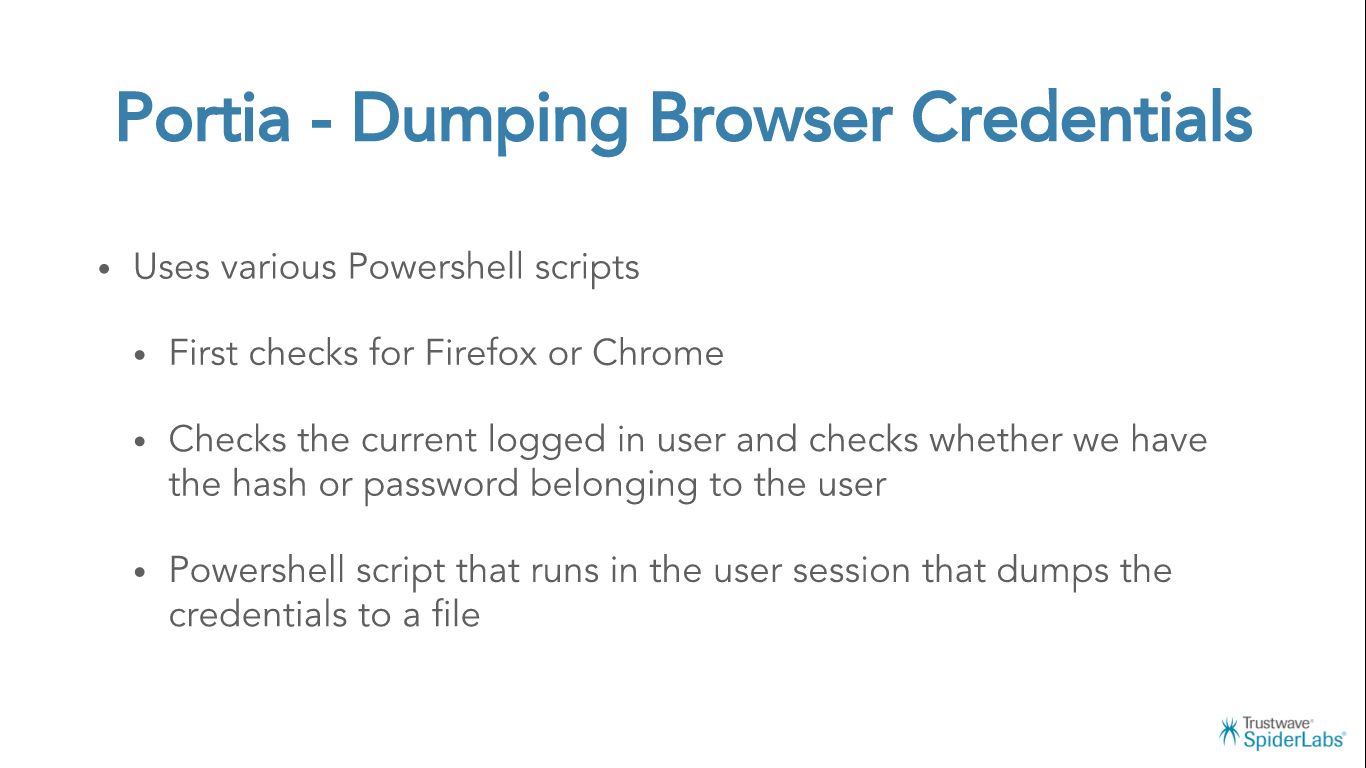 Portia - Dumping Browser Credentials
• Uses various Powershell scripts
• First checks for Firefox or Chrome
• Checks the current logged in user and checks whether we have
the hash or password belonging to the user
• Powershell script that runs in the user session that dumps the
credentials to a file
Trustwave®
SpiderLabs®